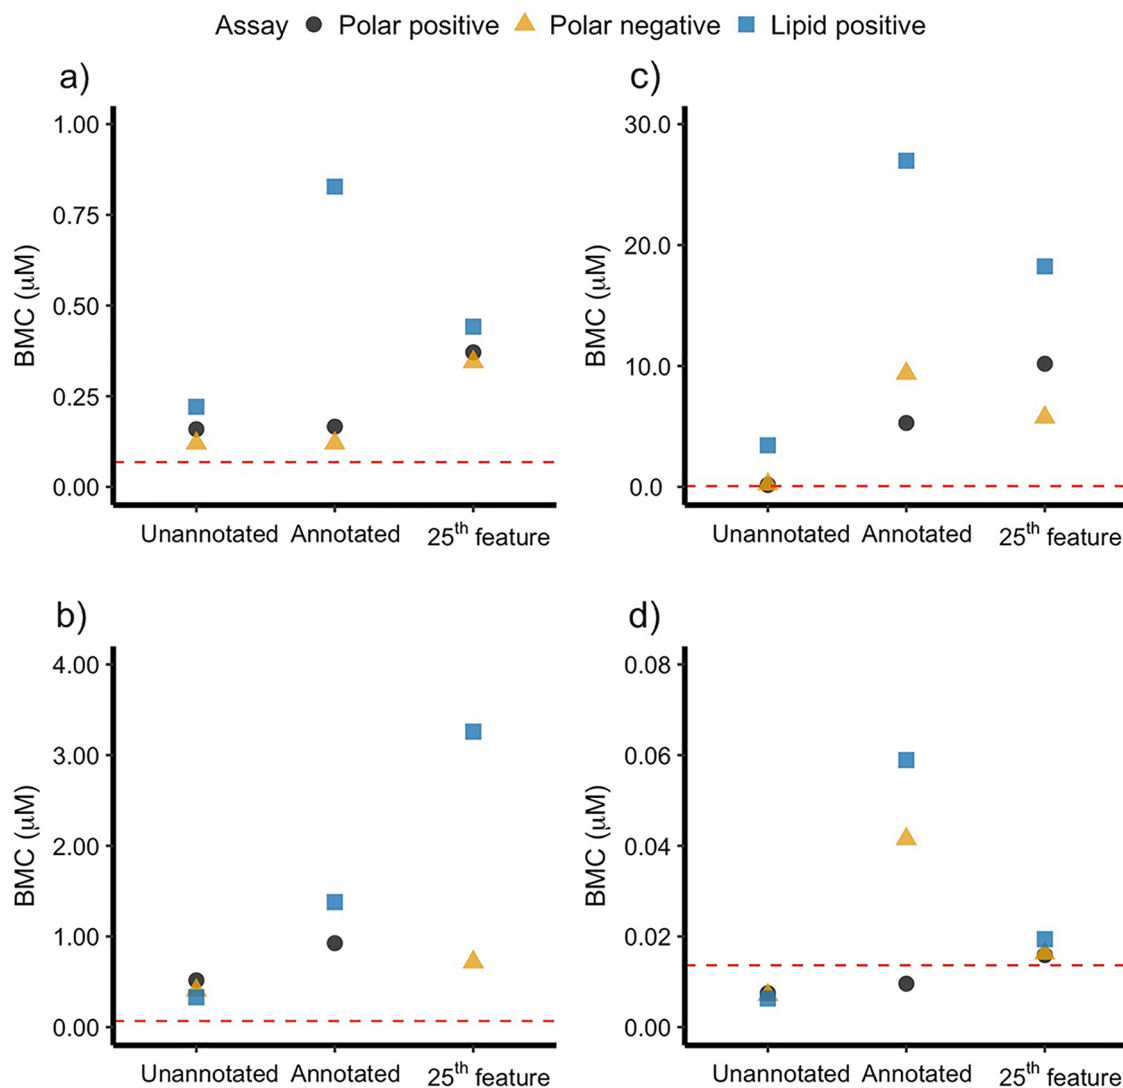 Assay Polar positive Polar negative Lipid positive
a)
1.00
0.75
0.50
0.25
0.00
BMC (μM)
Unannotated Annotated 25th feature
c)
30.0
20.0
10.0
0.0
BMC (μM)
Unannotated Annotated 25th feature
b)
4.00
3.00
2.00
1.00
0.00
BMC (μM)
Unannotated Annotated 25th feature
d)
0.08
0.06
0.04
0.02
0.00
BMC (μM)
Unannotated Annotated 25th feature